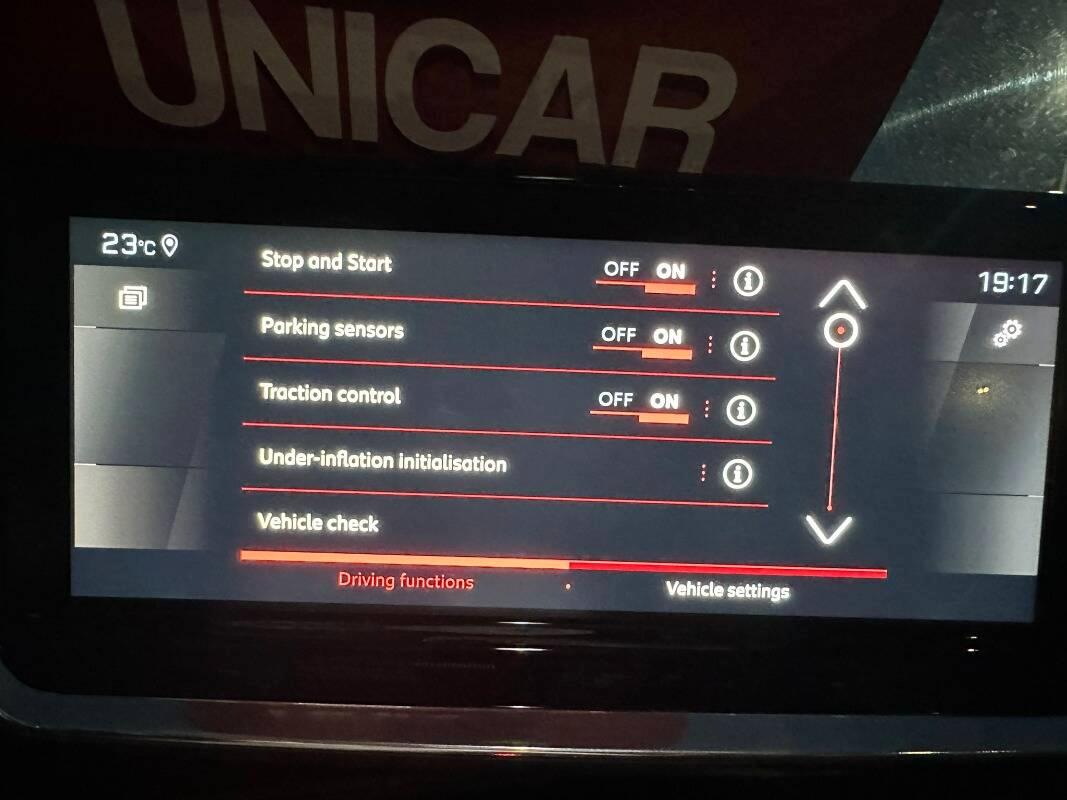 UNICAR
23°C
19:17
Stop and Start OFF ON
Parking sensors OFF ON
Traction control OFF ON
Under-inflation initialisation
Vehicle check
Driving functions
Vehicle settings